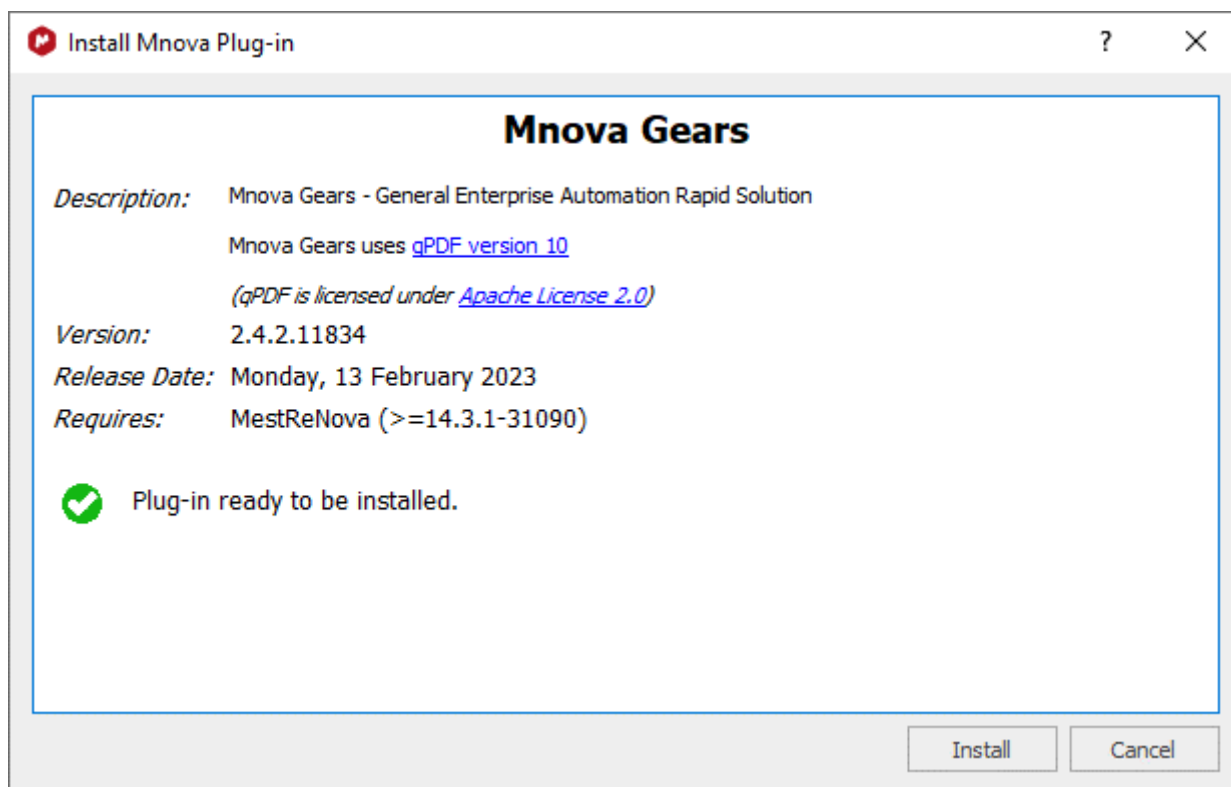 Install Mnova Plug-in ?
Mnova Gears
Description: Mnova Gears - General Enterprise Automation Rapid Solution
Mnova Gears uses qPDF version 10
(qPDF is licensed under Apache License 2.0)
Version: 2.4.2.11834
Release Date: Monday, 13 February 2023
Requires: MestReNova (>=14.3.1-31090)
Plug-in ready to be installed.
Install Cancel